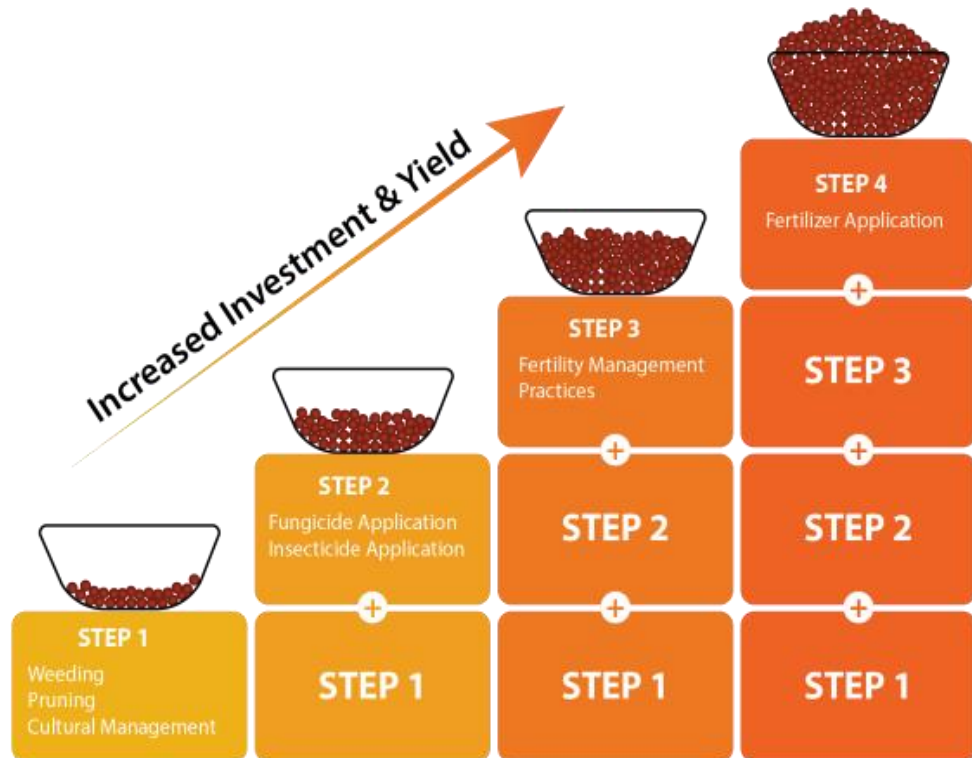 Increased Investment & Yield
STEP 1
Weeding
Pruning
Cultural Management
STEP 2
Fungicide Application
Insecticide Application
+
STEP 1
STEP 3
Fertility Management
Practices
+
STEP 2
+
STEP 1
STEP 4
Fertilizer Application
+
STEP 3
+
STEP 2
+
STEP 1